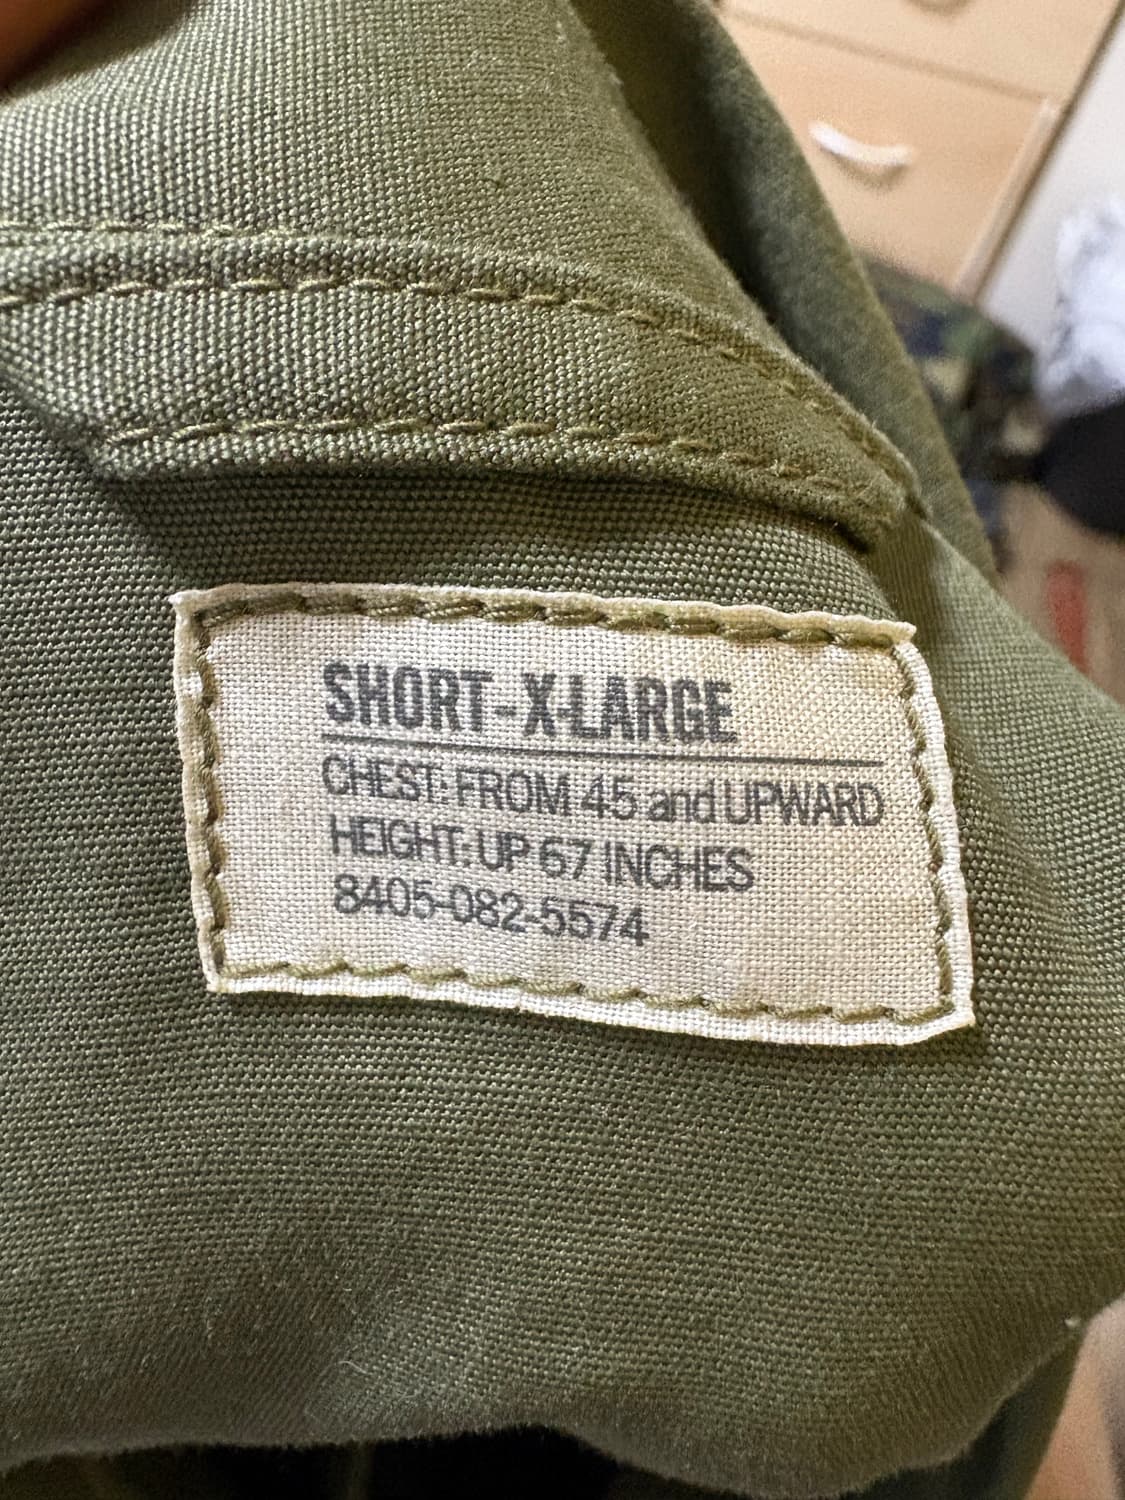 SHORT-X-LARGE
CHEST: FROM 45 and UPWARD
HEIGHT: UP 67 INCHES
8405-082-5574